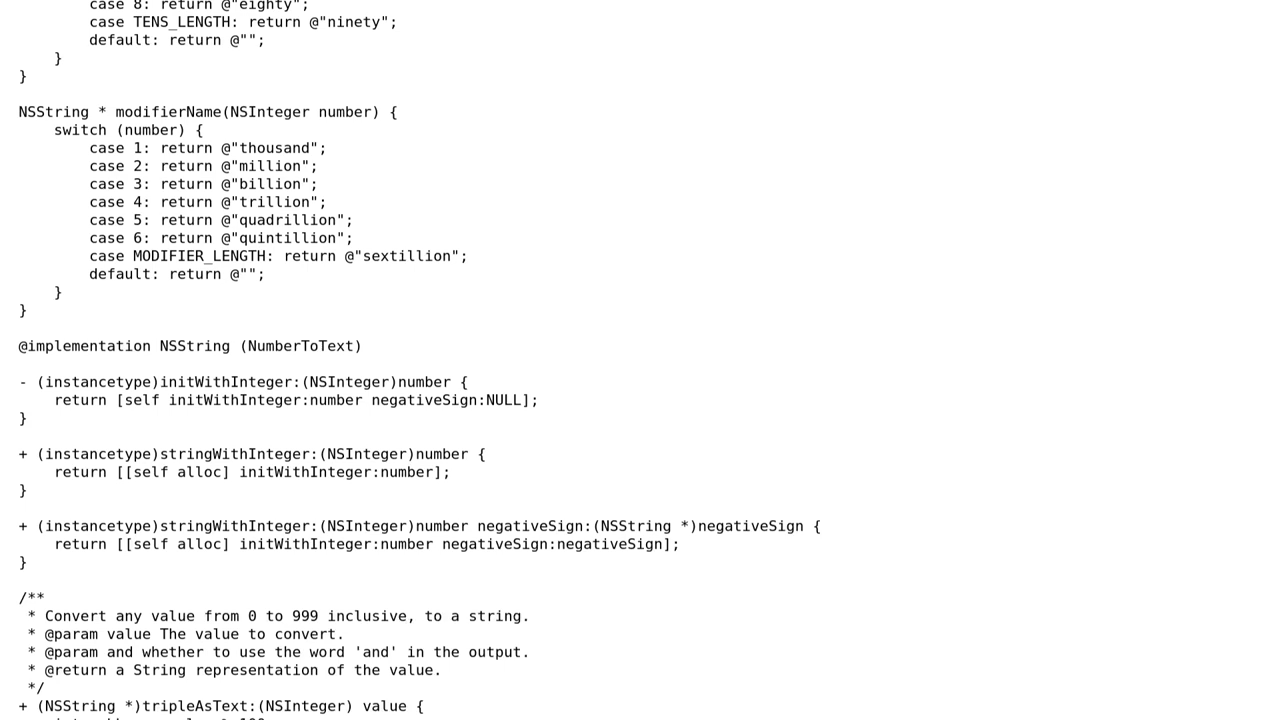 case 8: return @"eighty";
        case TENS_LENGTH: return @"ninety";
        default: return @"";
    }
}

NSString * modifierName(NSInteger number) {
    switch (number) {
        case 1: return @"thousand";
        case 2: return @"million";
        case 3: return @"billion";
        case 4: return @"trillion";
        case 5: return @"quadrillion";
        case 6: return @"quintillion";
        case MODIFIER_LENGTH: return @"sextillion";
        default: return @"";
    }
}

@implementation NSString (NumberToText)

- (instancetype)initWithInteger:(NSInteger)number {
    return [self initWithInteger:number negativeSign:NULL];
}

+ (instancetype)stringWithInteger:(NSInteger)number {
    return [[self alloc] initWithInteger:number];
}

+ (instancetype)stringWithInteger:(NSInteger)number negativeSign:(NSString *)negativeSign {
    return [[self alloc] initWithInteger:number negativeSign:negativeSign];
}

/**
 * Convert any value from 0 to 999 inclusive, to a string.
 * @param value The value to convert.
 * @param and whether to use the word 'and' in the output.
 * @return a String representation of the value.
 */
+ (NSString *)tripleAsText:(NSInteger) value {